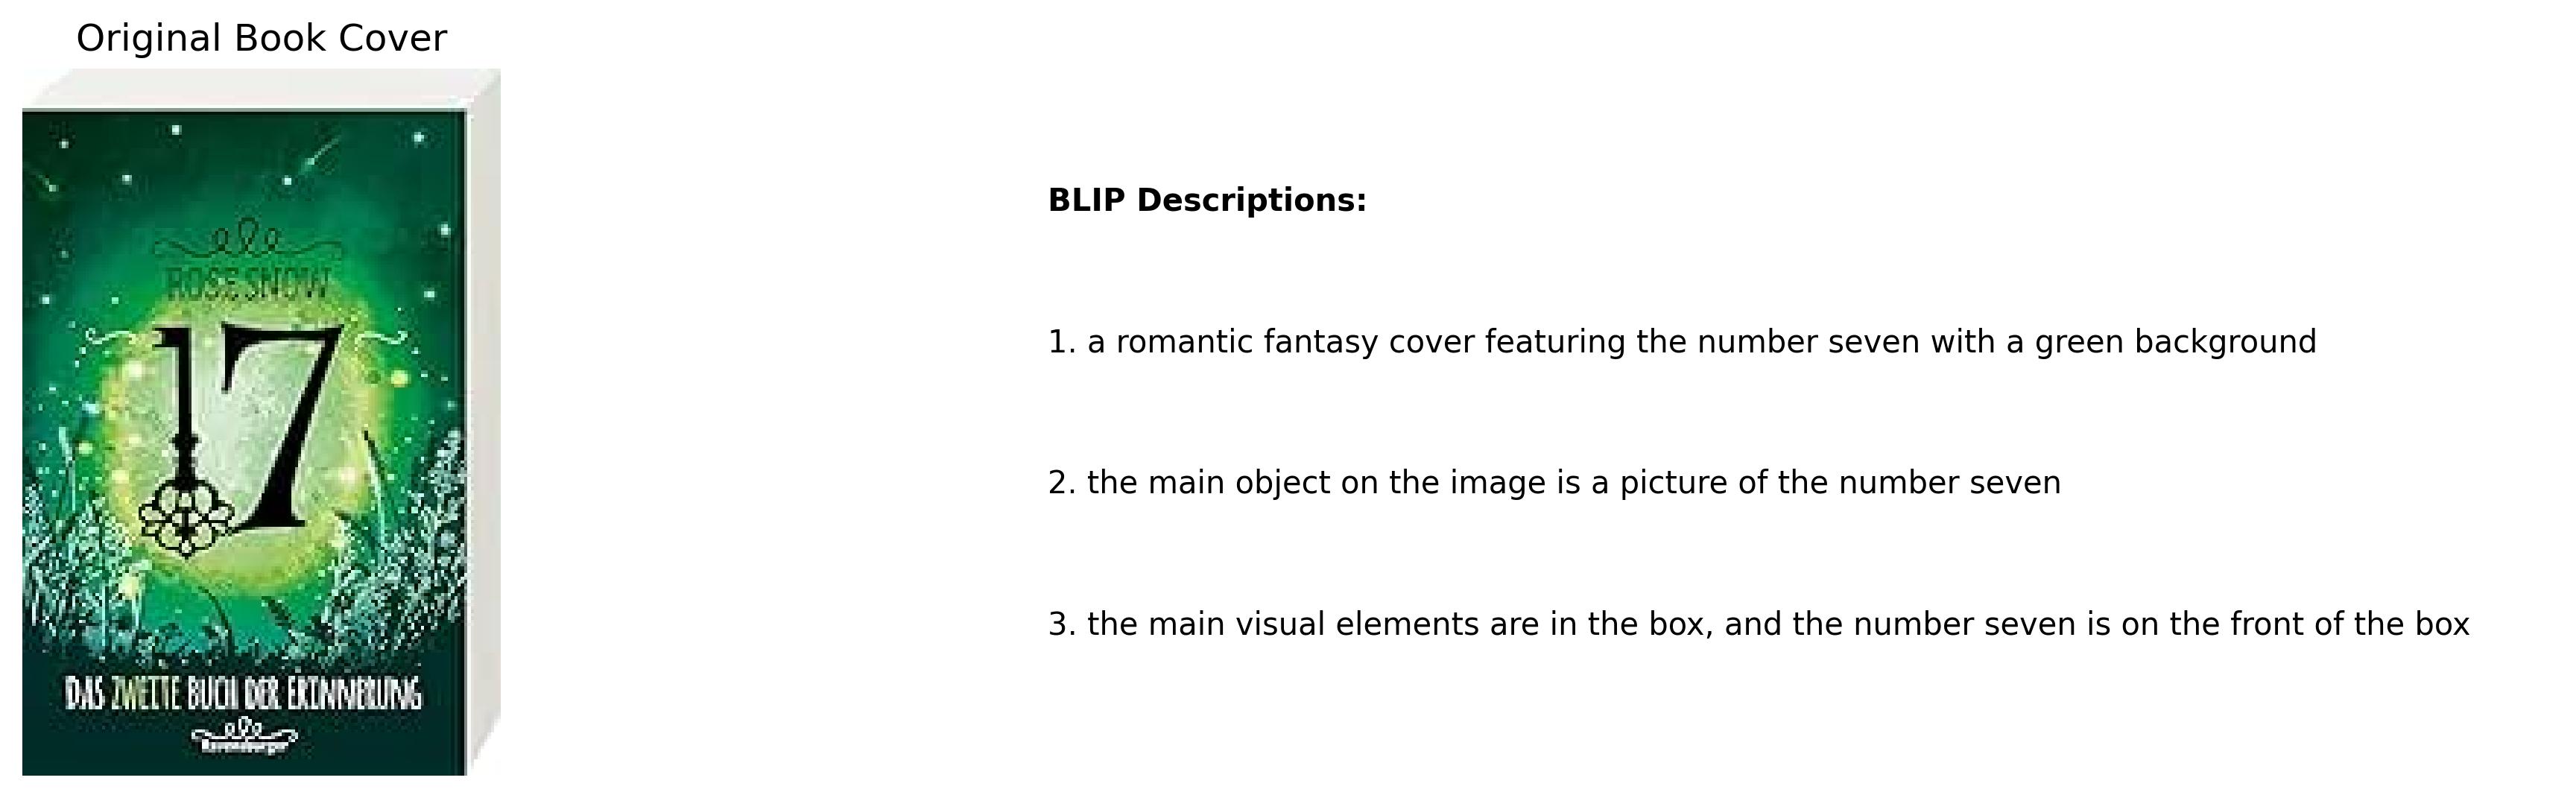 Original Book Cover
ROSE SNOW
17
DAS ZWEITE BUCH DER ERINNERUNG
Ravensburger
BLIP Descriptions:
1. a romantic fantasy cover featuring the number seven with a green background
2. the main object on the image is a picture of the number seven
3. the main visual elements are in the box, and the number seven is on the front of the box